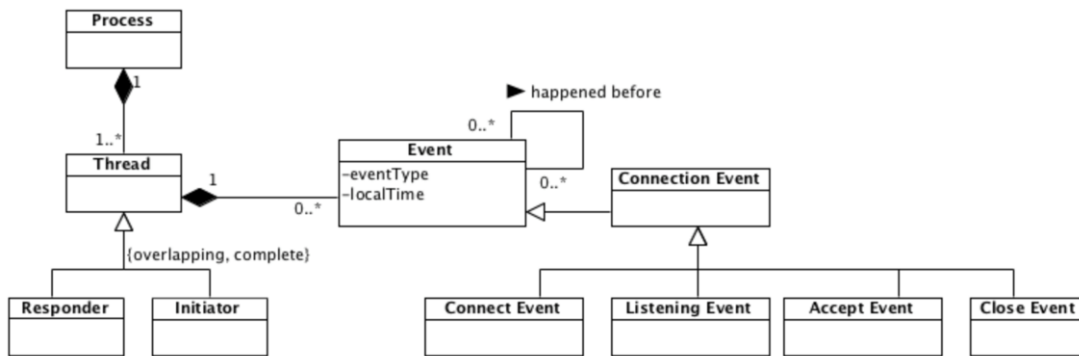 Process
1
1..*
Thread
1
0..*
{overlapping, complete}
Responder
Initiator
► happened before
0..*
Event
-eventType
-localTime
0..*
Connection Event
Connect Event
Listening Event
Accept Event
Close Event